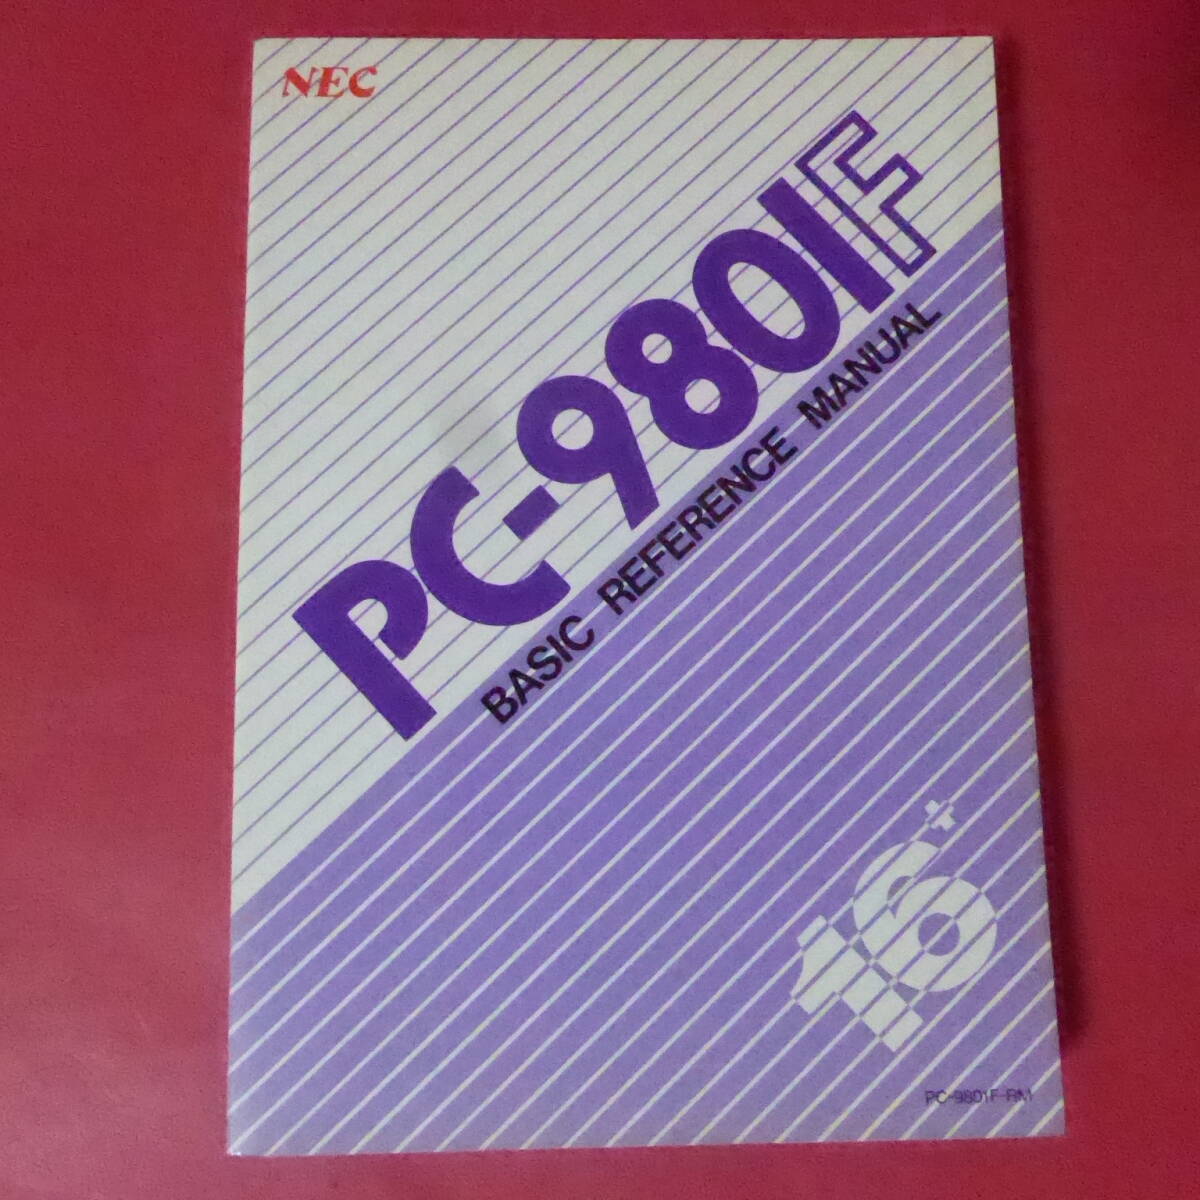 NEC
PC-9801F
BASIC REFERENCE MANUAL
16+
PC-9801F-RM